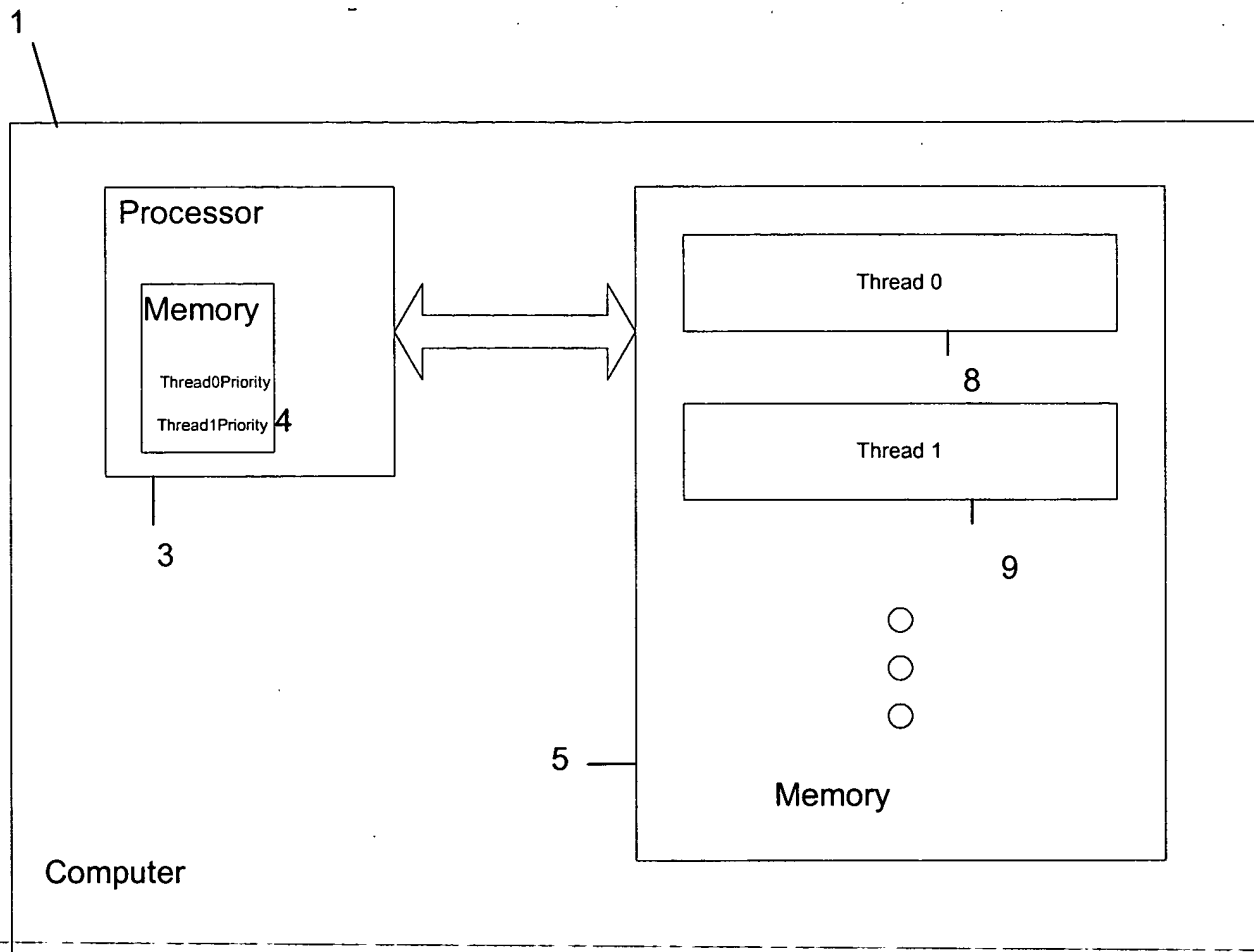 1
Processor
Memory
Thread0Priority
Thread1Priority 4
3
Thread 0
8
Thread 1
9
5
Memory
Computer